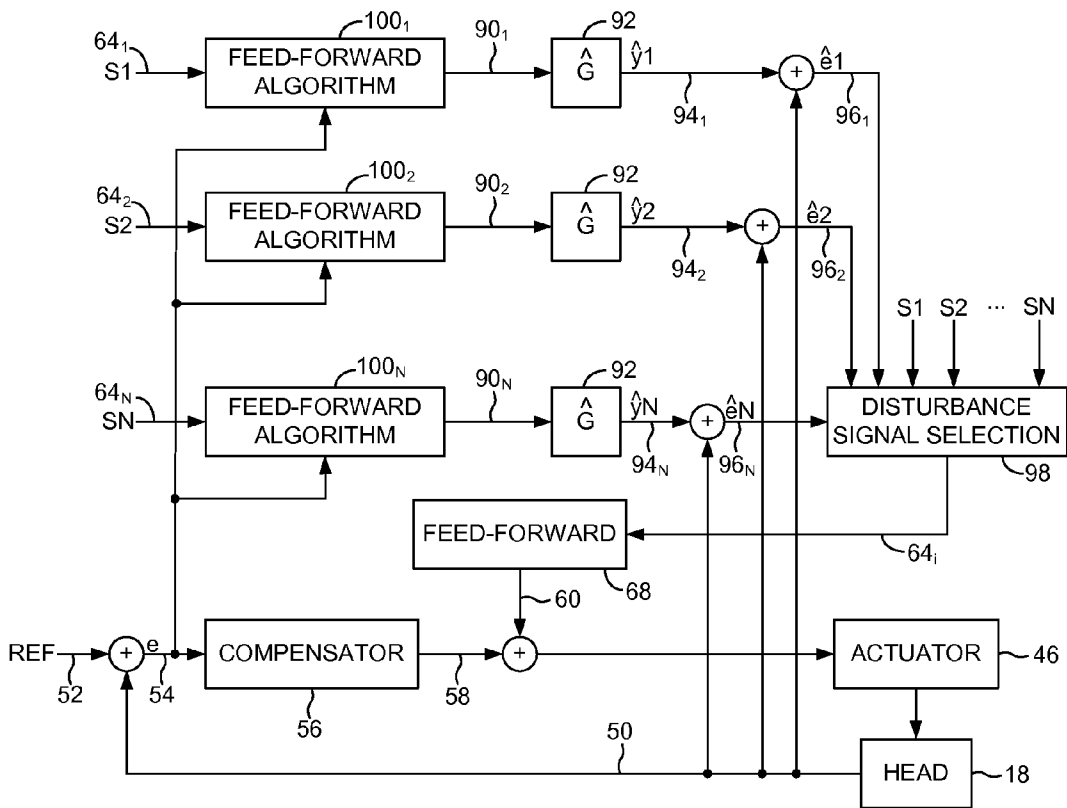 100₁
64₁
S1
FEED-FORWARD
ALGORITHM
90₁
92
Ĝ
ŷ1
94₁
+
ê1
96₁
100₂
64₂
S2
FEED-FORWARD
ALGORITHM
90₂
92
Ĝ
ŷ2
94₂
+
ê2
96₂
S1 S2 ... SN
100N
64N
SN
FEED-FORWARD
ALGORITHM
90N
92
Ĝ
ŷN
94N
+
êN
96N
DISTURBANCE
SIGNAL SELECTION
98
FEED-FORWARD
68
64i
60
REF
52
+
e
54
COMPENSATOR
56
58
+
ACTUATOR
46
50
HEAD
18